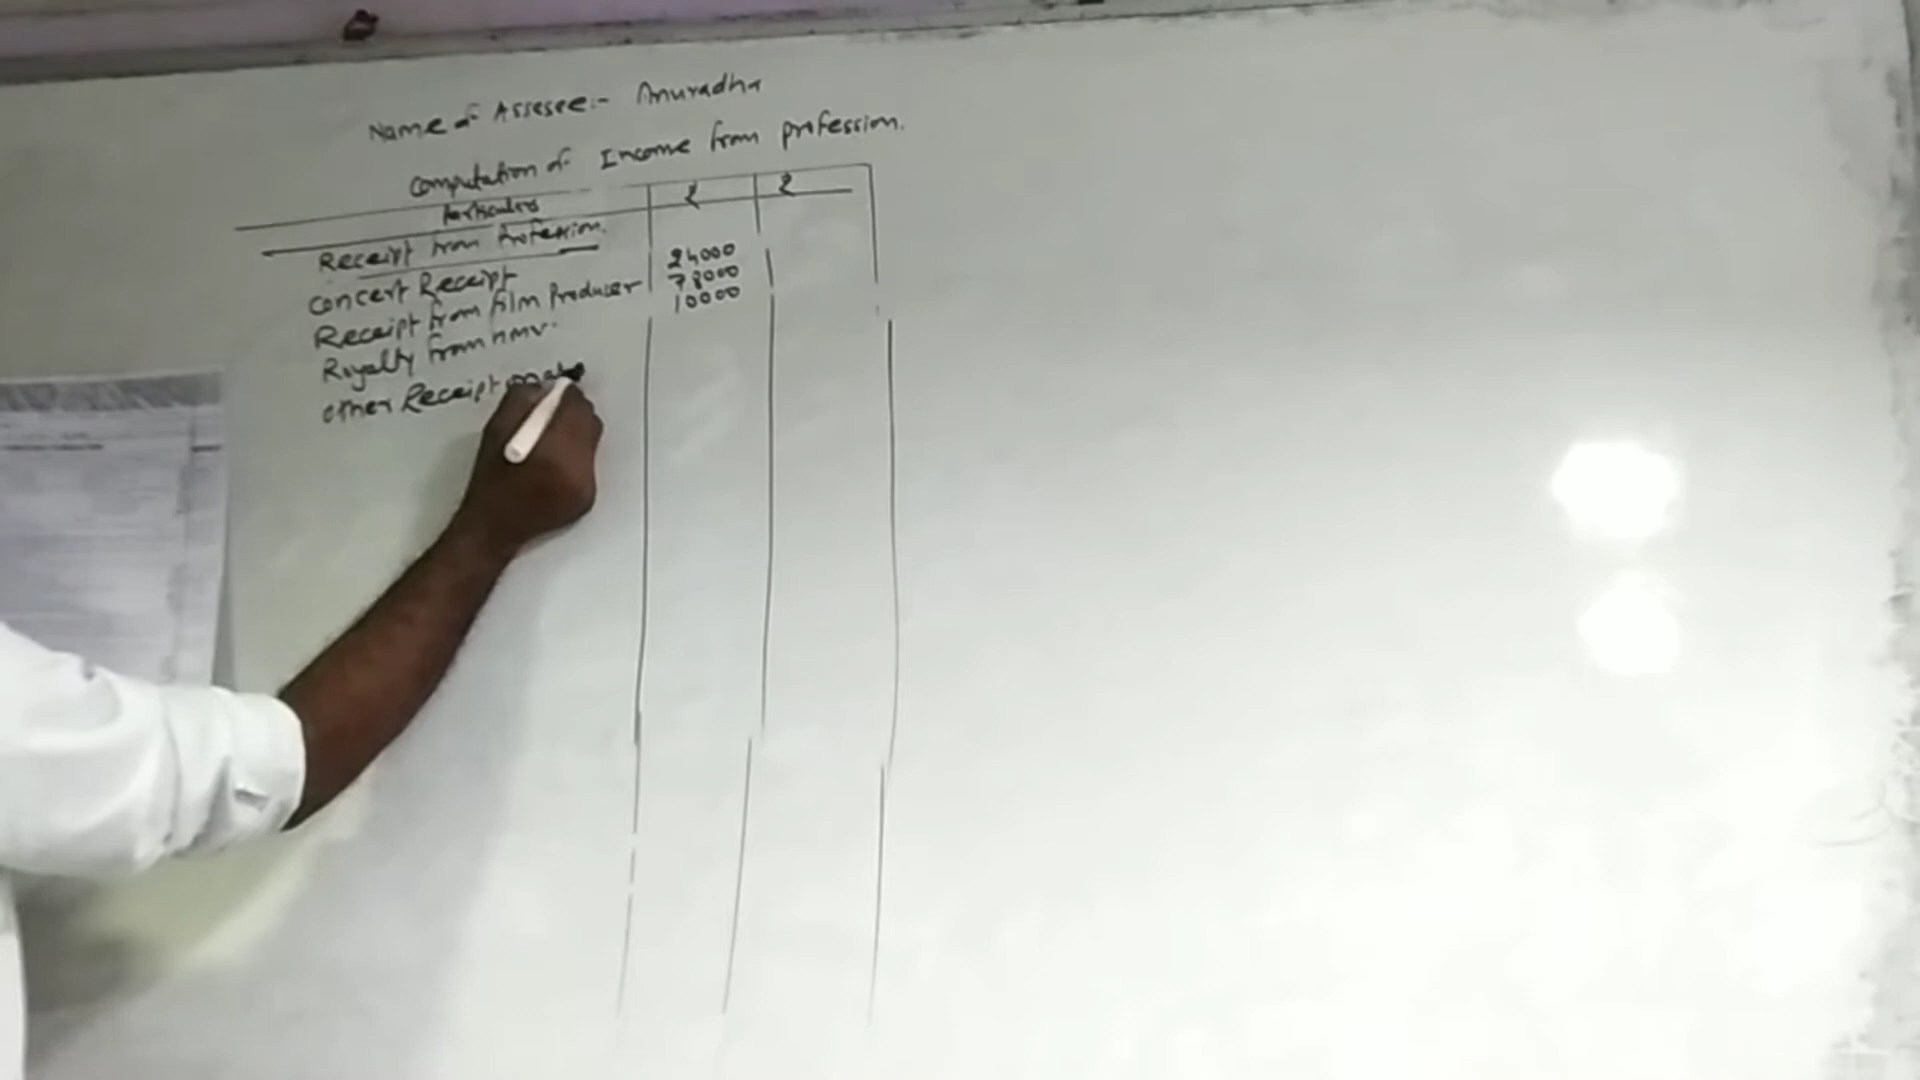 Name of Assesee:- Anuradha
Computation of Income from profession.
Particulars ₹ ₹
Receipt from Profession.
Concert Receipt 24000
Receipt from film Producer 78000
Royalty from HMV. 10000
other Receipt